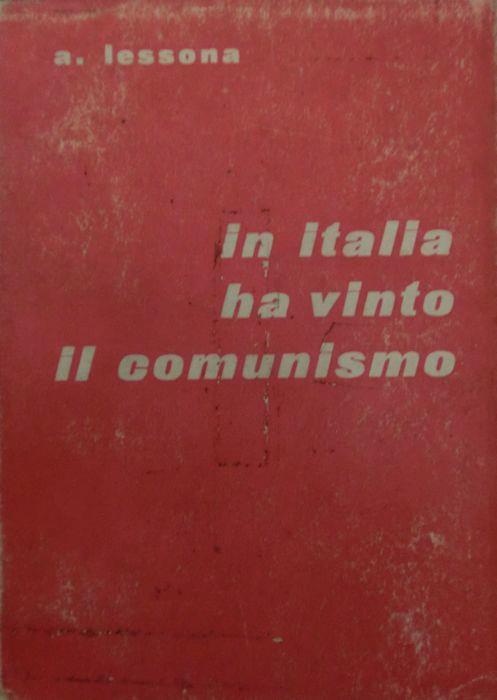 a. lessona
in italia
ha vinto
il comunismo